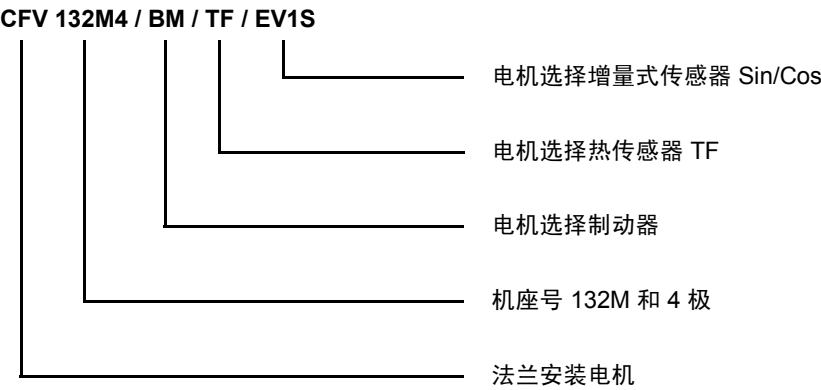 CFV 132M4 / BM / TF / EV1S
电机选择增量式传感器 Sin/Cos
电机选择热传感器 TF
电机选择制动器
机座号 132M 和 4 极
法兰安装电机